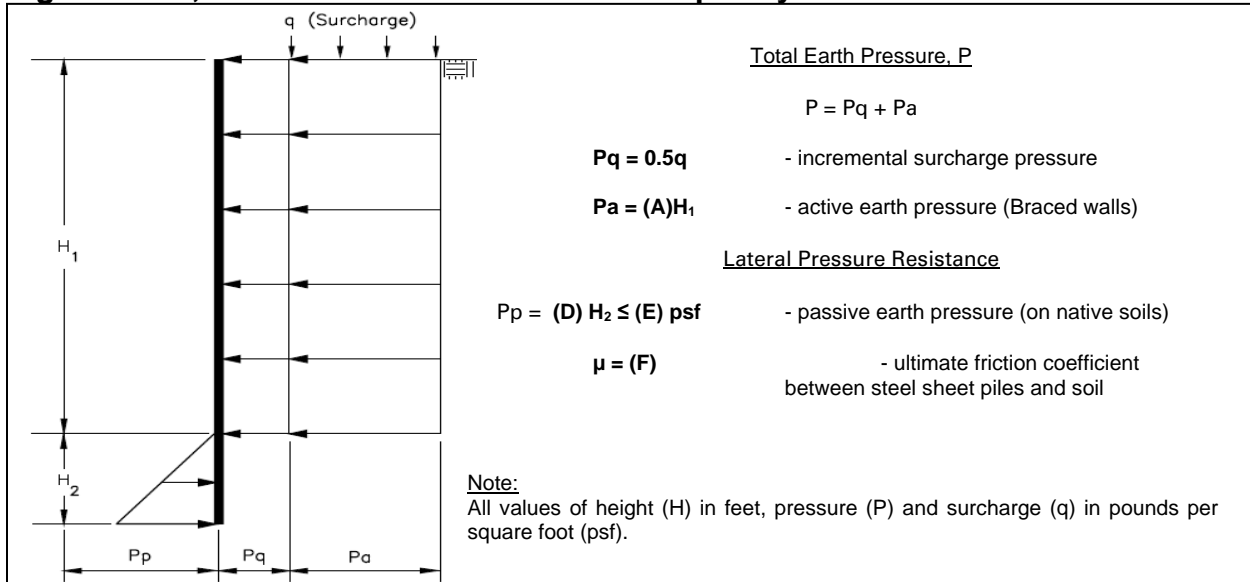 q (Surcharge)
Total Earth Pressure, P
P = Pq + Pa
Pq = 0.5q - incremental surcharge pressure
Pa = (A)H₁ - active earth pressure (Braced walls)
Lateral Pressure Resistance
Pp = (D) H₂ ≤ (E) psf - passive earth pressure (on native soils)
µ = (F) - ultimate friction coefficient
between steel sheet piles and soil
H₁
H₂
Note:
All values of height (H) in feet, pressure (P) and surcharge (q) in pounds per
square foot (psf).
Pp Pq Pa